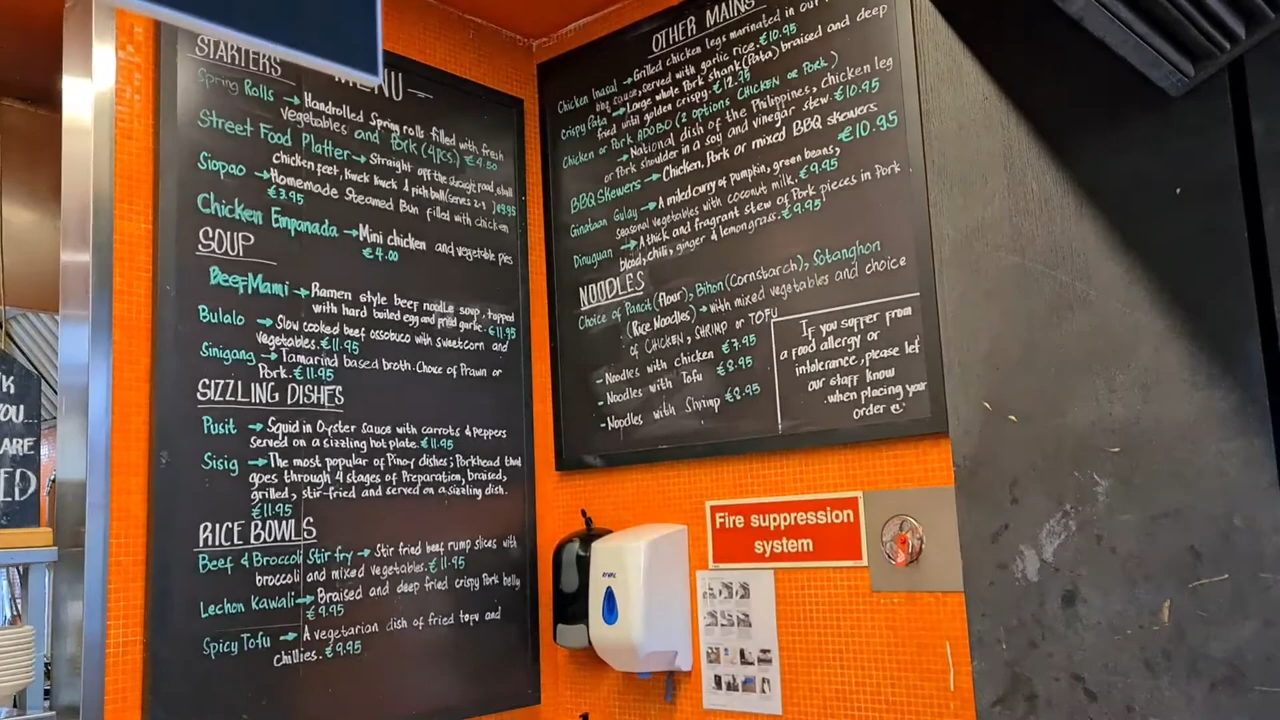 STARTERS
MENU
Spring Rolls → Handrolled Spring rolls filled with fresh
vegetables and Pork (4pcs.) €4.50
Street Food Platter → Straight off the street food stall
chicken feet, Kwek Kwek & fish ball (serves 2-3) €9.95
Siopao → Homemade Steamed Bun filled with chicken
€3.95
Chicken Empanada → Mini chicken and vegetable pies
€4.00
SOUP
Beef Mami → Ramen style beef noodle soup, topped
with hard boiled egg and fried garlic. €11.95
Bulalo → Slow cooked beef ossobuco with sweetcorn and
vegetables. €11.95
Sinigang → Tamarind based broth. Choice of Prawn or
Pork. €11.95
SIZZLING DISHES
Pusit → Squid in Oyster sauce with carrots & peppers
served on a sizzling hot plate. €11.95
Sisig → The most popular of Pinoy dishes; Porkhead that
goes through 4 stages of Preparation, braised,
grilled, stir-fried and served on a sizzling dish.
€11.95
RICE BOWLS
Beef & Broccoli Stir fry → Stir fried beef rump slices with
broccoli and mixed vegetables. €11.95
Lechon Kawali → Braised and deep fried crispy Pork belly
€9.95
Spicy Tofu → A vegetarian dish of fried tofu and
chillies. €9.95
OTHER MAINS
Chicken Inasal → Grilled chicken legs marinated in our
bbq sauce, served with garlic rice. €10.95
Crispy Pata → Large whole Pork shank (Pata) braised and deep
fried until golden crispy. €12.95
Chicken or Pork ADOBO (2 options CHICKEN or Pork)
→ National dish of the Philippines, chicken leg
or Pork shoulder in a soy and vinegar stew. €10.95
BBQ Skewers → Chicken, Pork or mixed BBQ skewers
€10.95
Ginataan Gulay → A mild curry of pumpkin, green beans,
seasonal vegetables with coconut milk. €9.95
Dinuguan → A thick and fragrant stew of Pork pieces in Pork
blood, chili, ginger & lemongrass. €9.95
NOODLES
Choice of Pancit (flour), Bihon (Cornstarch), Sotanghon
(Rice Noodles) → with mixed vegetables and choice
of CHICKEN, SHRIMP or TOFU
- Noodles with chicken €7.95
- Noodles with Tofu €8.95
- Noodles with Shrimp €8.95
If you suffer from
a food allergy or
intolerance, please let
our staff know
when placing your
order
K
YOU
ARE
ED
Fire suppression
system